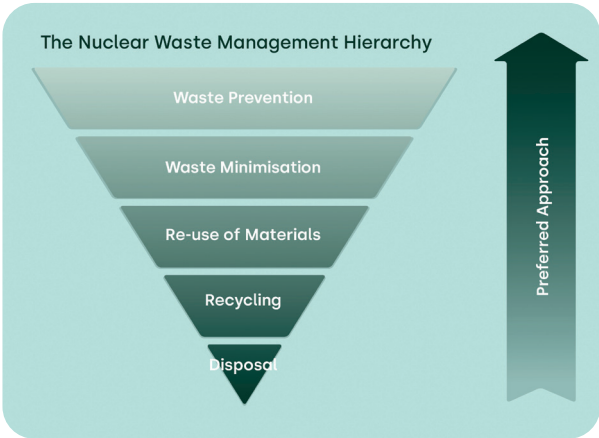 The Nuclear Waste Management Hierarchy
Waste Prevention
Waste Minimisation
Re-use of Materials
Recycling
Disposal
Preferred Approach